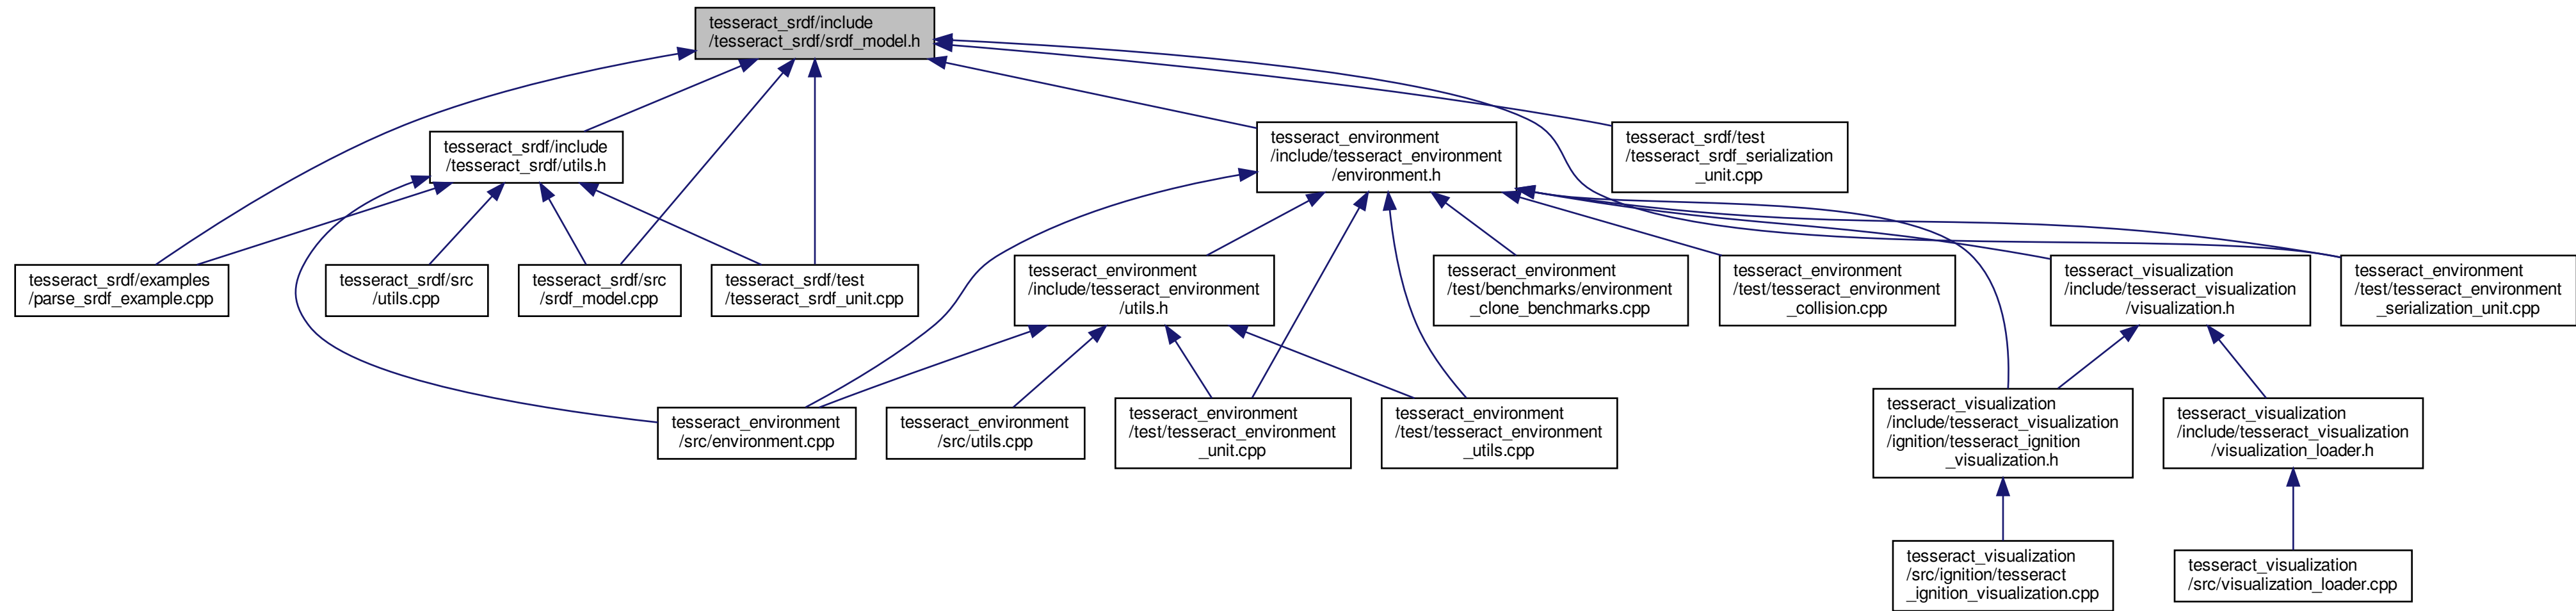 tesseract_srdf/include
/tesseract_srdf/srdf_model.h
tesseract_srdf/include
/tesseract_srdf/utils.h
tesseract_environment
/include/tesseract_environment
/environment.h
tesseract_srdf/test
/tesseract_srdf_serialization
_unit.cpp
tesseract_srdf/examples
/parse_srdf_example.cpp
tesseract_srdf/src
/utils.cpp
tesseract_srdf/src
/srdf_model.cpp
tesseract_srdf/test
/tesseract_srdf_unit.cpp
tesseract_environment
/include/tesseract_environment
/utils.h
tesseract_environment
/test/benchmarks/environment
_clone_benchmarks.cpp
tesseract_environment
/test/tesseract_environment
_collision.cpp
tesseract_visualization
/include/tesseract_visualization
/visualization.h
tesseract_environment
/test/tesseract_environment
_serialization_unit.cpp
tesseract_environment
/src/environment.cpp
tesseract_environment
/src/utils.cpp
tesseract_environment
/test/tesseract_environment
_unit.cpp
tesseract_environment
/test/tesseract_environment
_utils.cpp
tesseract_visualization
/include/tesseract_visualization
/ignition/tesseract_ignition
_visualization.h
tesseract_visualization
/include/tesseract_visualization
/visualization_loader.h
tesseract_visualization
/src/ignition/tesseract
_ignition_visualization.cpp
tesseract_visualization
/src/visualization_loader.cpp